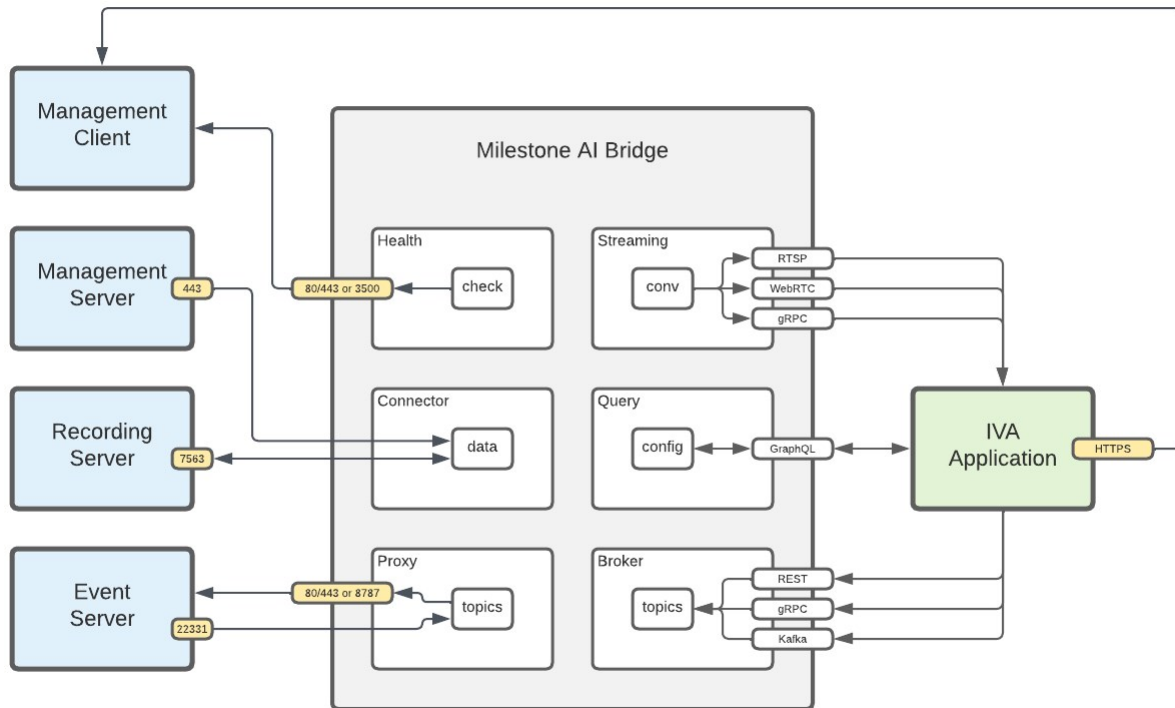 Management
Client
Milestone AI Bridge
Health
check
80/443 or 3500
Streaming
conv
RTSP
WebRTC
gRPC
Management
Server
443
Connector
data
Query
config
GraphQL
IVA
Application
HTTPS
Recording
Server
7563
Proxy
topics
80/443 or 8787
Broker
topics
REST
gRPC
Kafka
Event
Server
22331